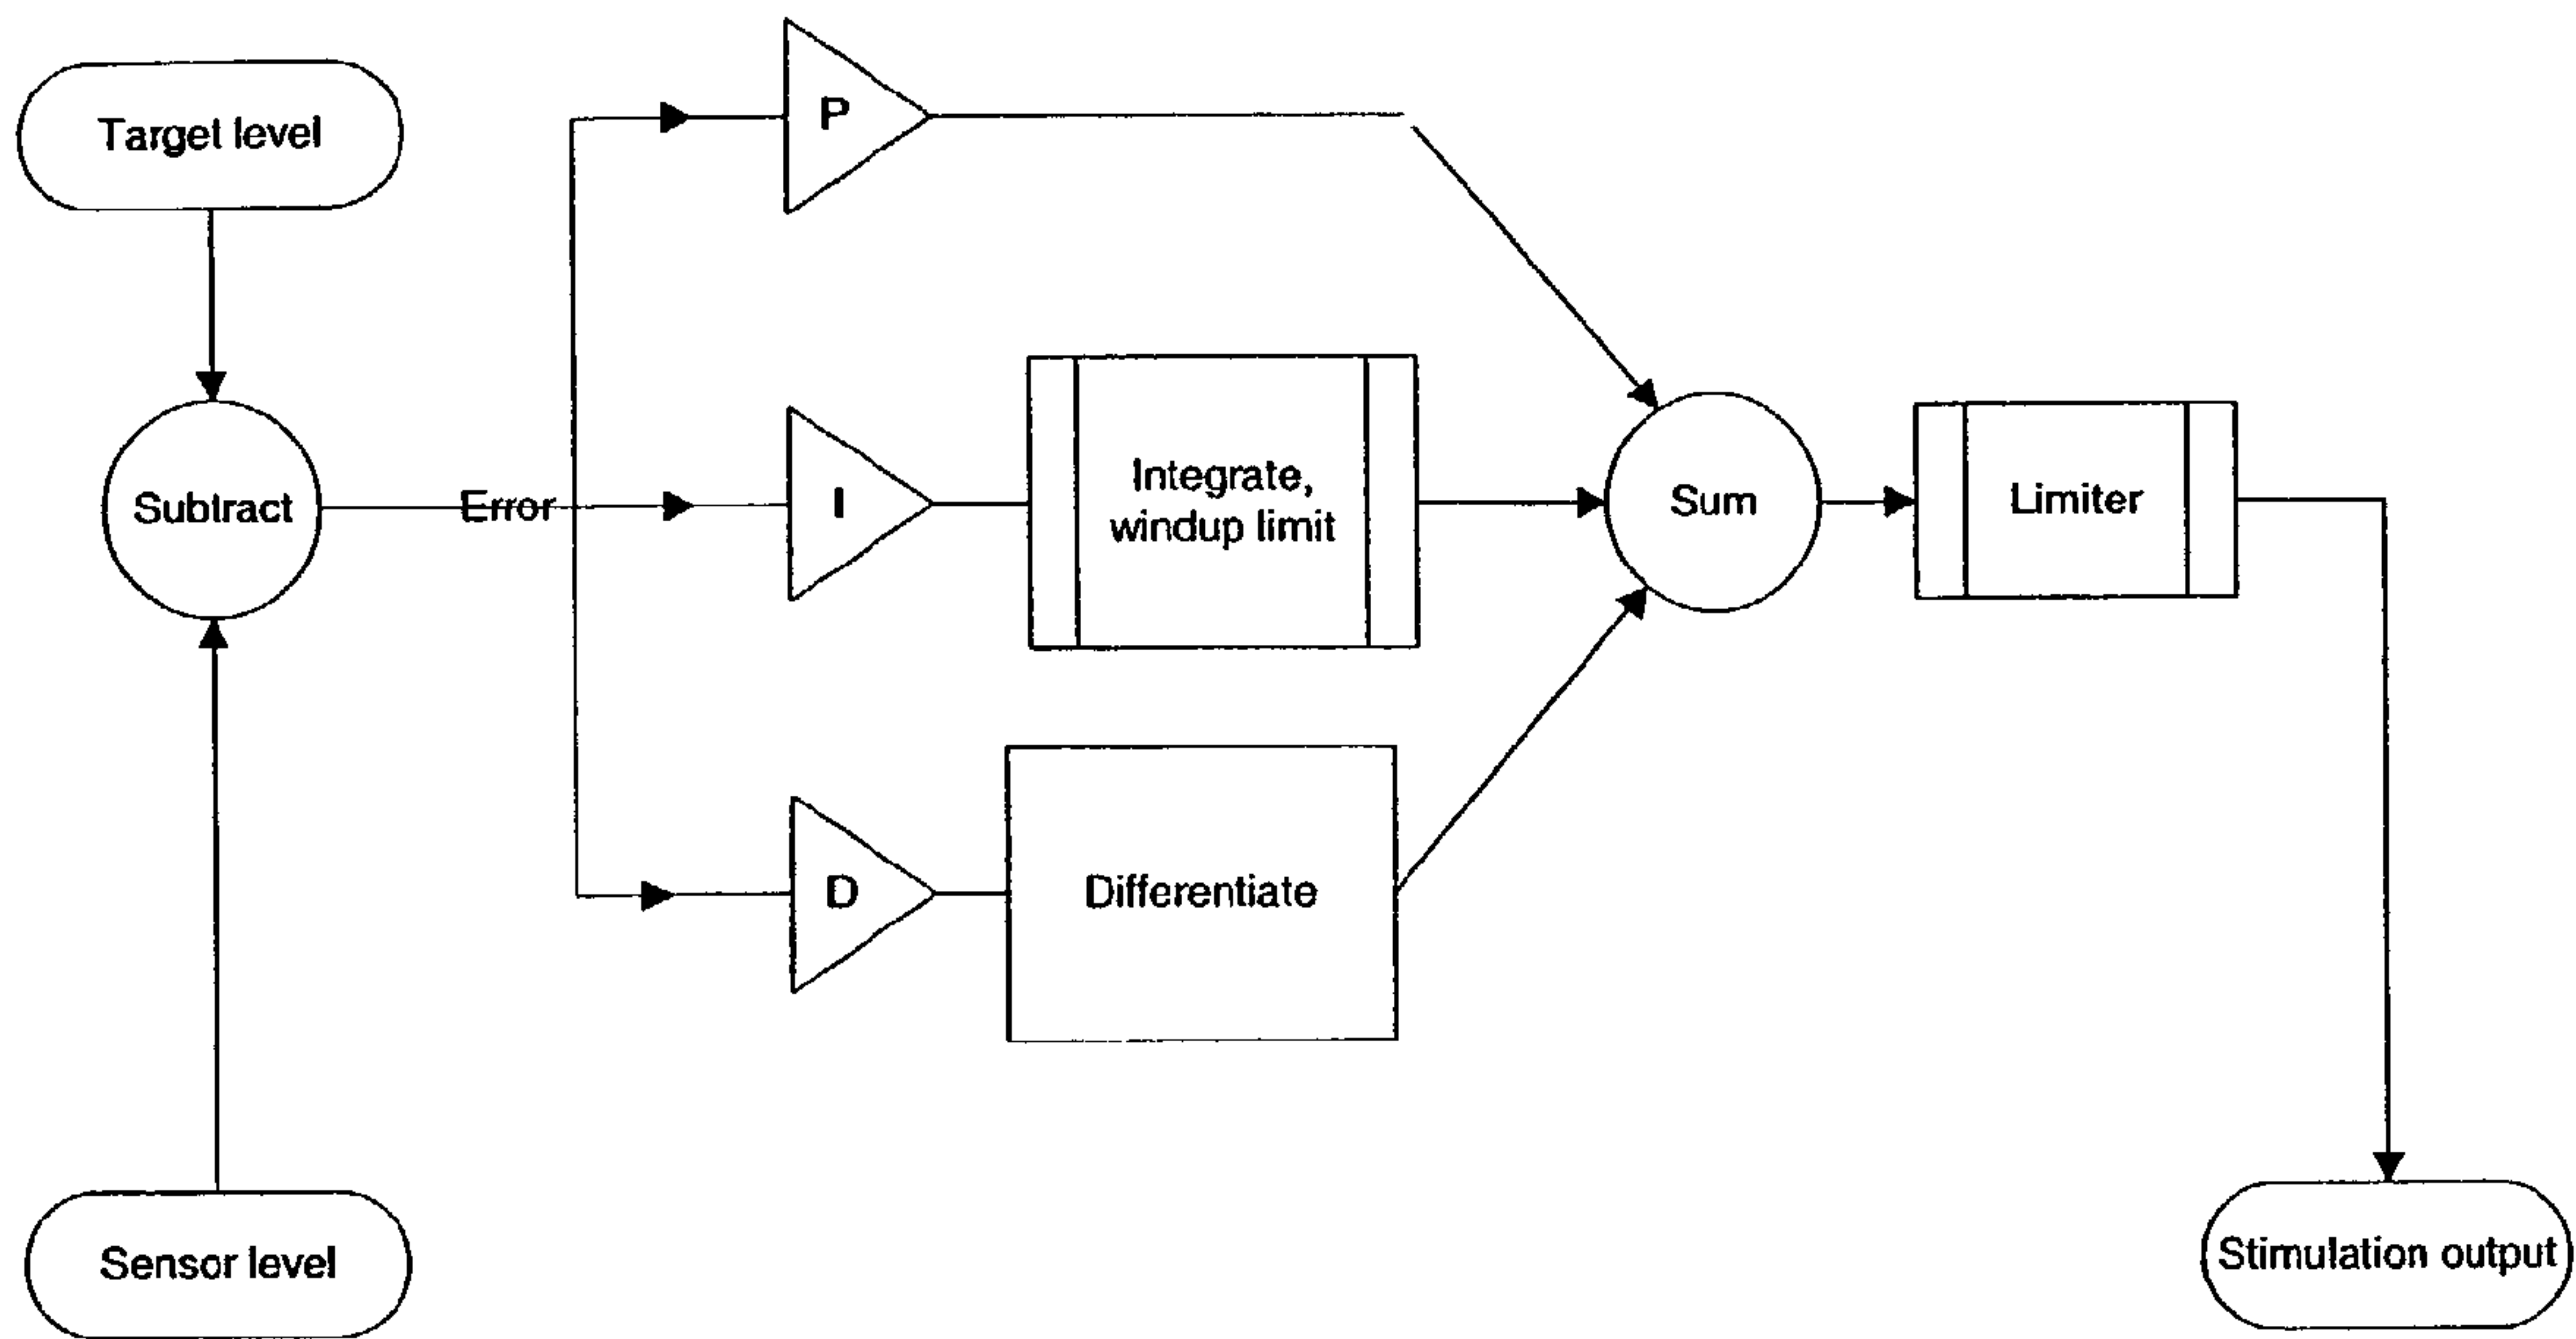 Target level
Subtract
Sensor level
Error
P
I
D
Integrate,
windup limit
Differentiate
Sum
Limiter
Stimulation output